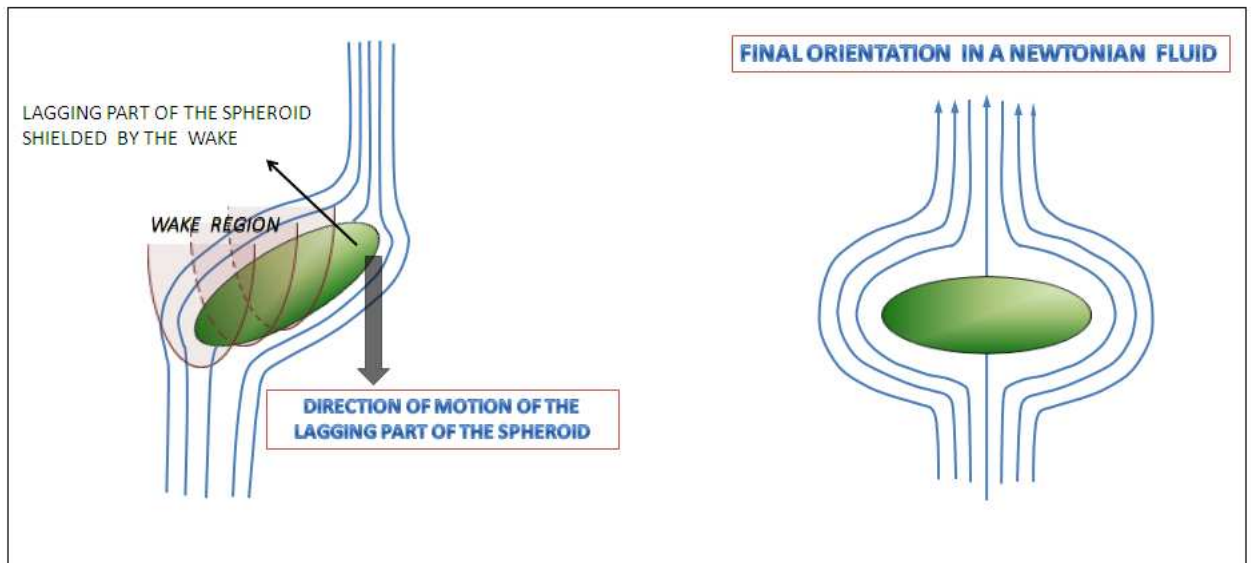 LAGGING PART OF THE SPHEROID
SHIELDED BY THE WAKE
WAKE REGION
DIRECTION OF MOTION OF THE
LAGGING PART OF THE SPHEROID
FINAL ORIENTATION IN A NEWTONIAN FLUID